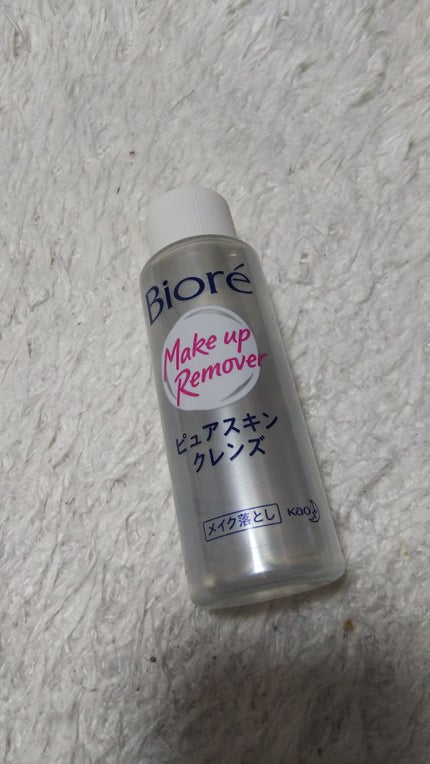 Bioré
Make up
Remover
ピュアスキン
クレンズ
メイク落とし
Kao